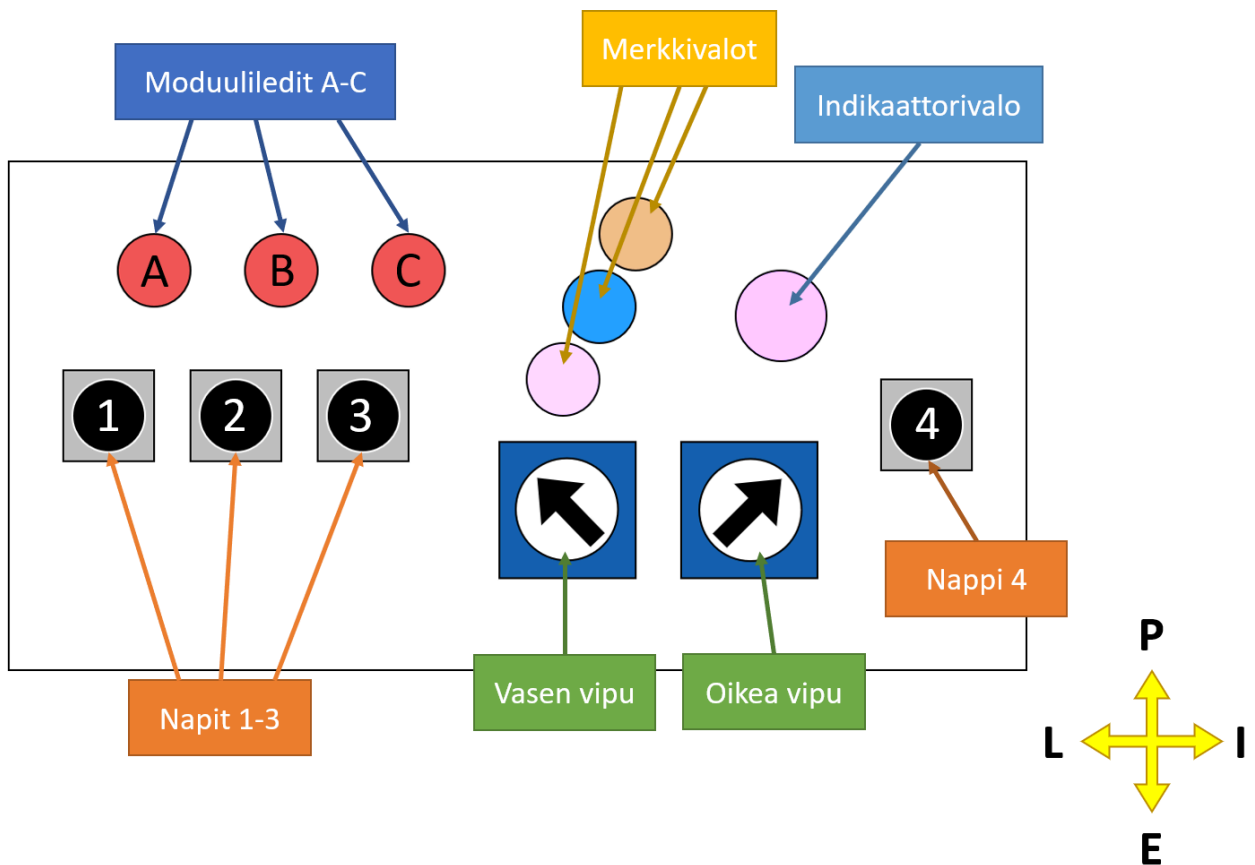 Merkkivalot
Moduuliledit A-C
Indikaattorivalo
A
B
C
1
2
3
4
Nappi 4
Vasen vipu
Oikea vipu
Napit 1-3
P
L
I
E